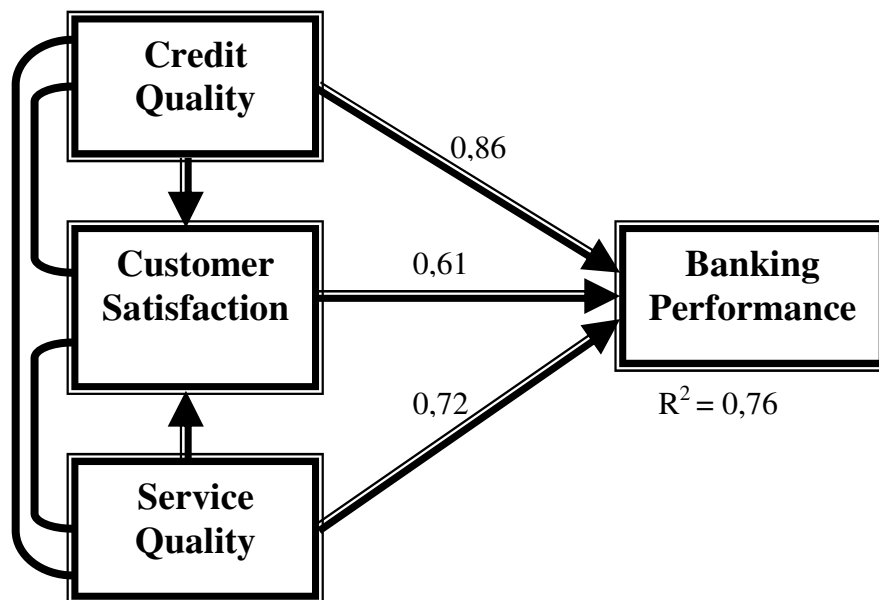 Credit
Quality
0,86
Customer
Satisfaction
0,61
Banking
Performance
0,72
R² = 0,76
Service
Quality